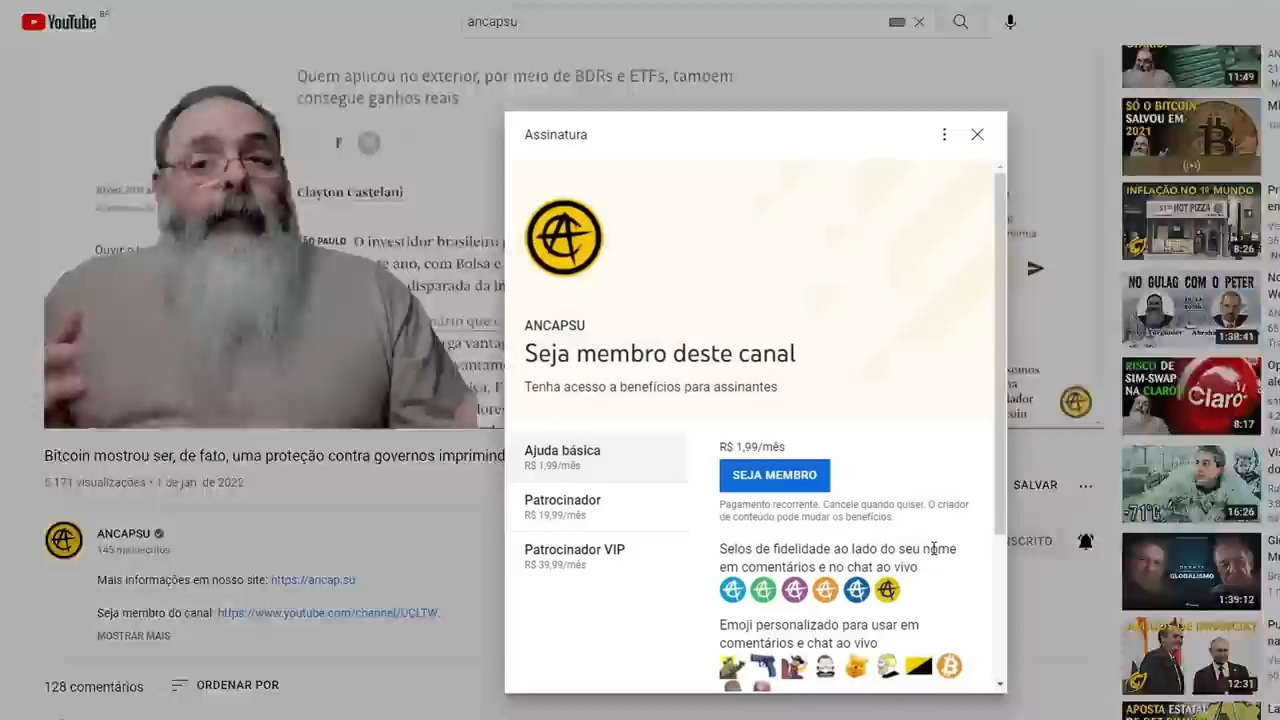 YouTube BR
ancapsu
Quem aplicou no exterior, por meio de BDRs e ETFs, também
consegue ganhos reais
Clayton Castelani
SÃO PAULO O investidor brasileiro
e ano, com Bolsa e
disparada da
Bitcoin mostrou ser, de fato, uma proteção contra governos imprimind
5.171 visualizações • 1 de jan. de 2022
SALVAR
ANCAPSU
145 mil inscritos
Mais informações em nosso site: https://ancap.su
Seja membro do canal: https://www.youtube.com/channel/UCLTW...
MOSTRAR MAIS
128 comentários
ORDENAR POR
Assinatura
ANCAPSU
Seja membro deste canal
Tenha acesso a benefícios para assinantes
Ajuda básica
R$ 1,99/mês
Patrocinador
R$ 19,99/mês
Patrocinador VIP
R$ 39,99/mês
R$ 1,99/mês
SEJA MEMBRO
Pagamento recorrente. Cancele quando quiser. O criador
de conteúdo pode mudar os benefícios.
Selos de fidelidade ao lado do seu nome
em comentários e no chat ao vivo
Emoji personalizado para usar em
comentários e chat ao vivo
11:49
SÓ O BITCOIN
SALVOU EM
2021
INFLAÇÃO NO 1º MUNDO
HOT PIZZA
8:26
NO GULAG COM O PETER
1:38:41
RISCO DE
SIM-SWAP
NA CLARO
Claro
8:17
-71°C
16:26
DEBATE
GLOBALISMO
1:39:12
12:31
APOSTA ESTATAL